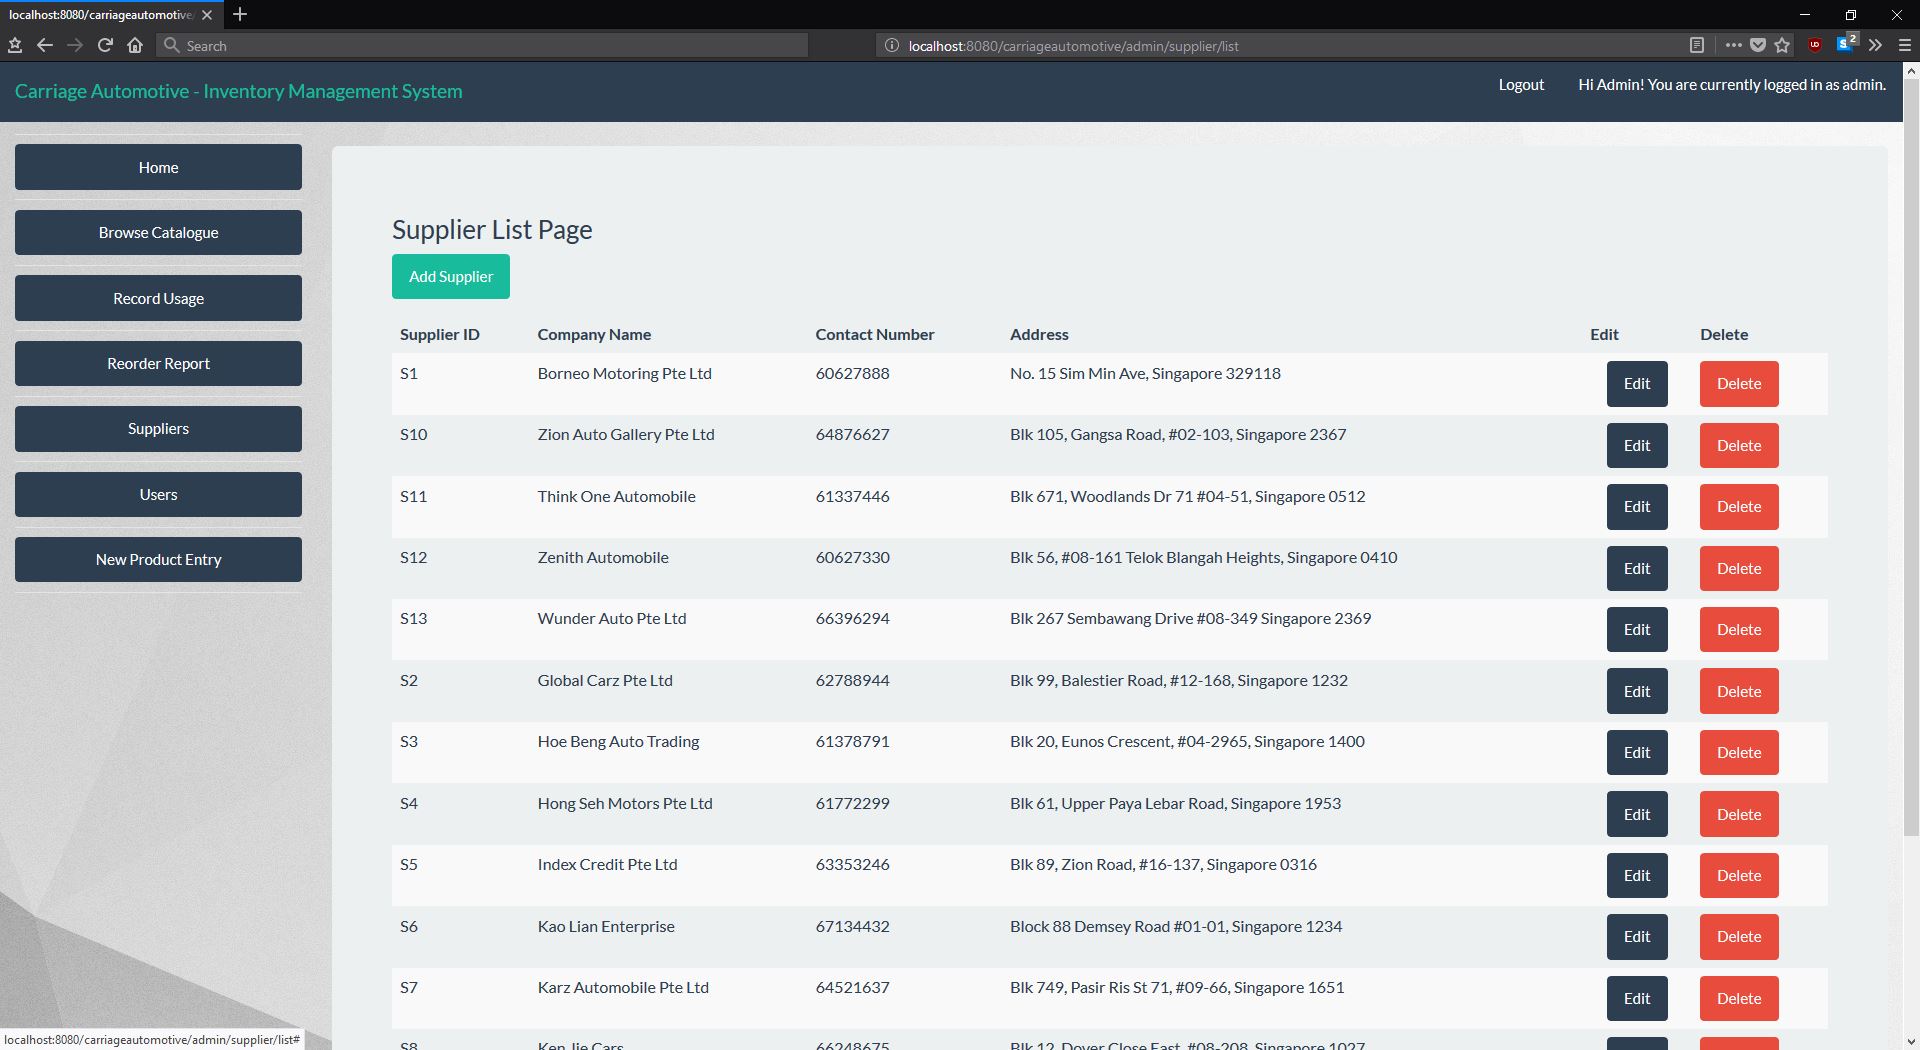 localhost:8080/carriageautomotive/
Search
localhost:8080/carriageautomotive/admin/supplier/list
2
Carriage Automotive - Inventory Management System
Logout
Hi Admin! You are currently logged in as admin.
Home
Browse Catalogue
Record Usage
Reorder Report
Suppliers
Users
New Product Entry
Supplier List Page
Add Supplier
Supplier ID Company Name Contact Number Address Edit Delete
S1 Borneo Motoring Pte Ltd 60627888 No. 15 Sim Min Ave, Singapore 329118 Edit Delete
S10 Zion Auto Gallery Pte Ltd 64876627 Blk 105, Gangsa Road, #02-103, Singapore 2367 Edit Delete
S11 Think One Automobile 61337446 Blk 671, Woodlands Dr 71 #04-51, Singapore 0512 Edit Delete
S12 Zenith Automobile 60627330 Blk 56, #08-161 Telok Blangah Heights, Singapore 0410 Edit Delete
S13 Wunder Auto Pte Ltd 66396294 Blk 267 Sembawang Drive #08-349 Singapore 2369 Edit Delete
S2 Global Carz Pte Ltd 62788944 Blk 99, Balestier Road, #12-168, Singapore 1232 Edit Delete
S3 Hoe Beng Auto Trading 61378791 Blk 20, Eunos Crescent, #04-2965, Singapore 1400 Edit Delete
S4 Hong Seh Motors Pte Ltd 61772299 Blk 61, Upper Paya Lebar Road, Singapore 1953 Edit Delete
S5 Index Credit Pte Ltd 63353246 Blk 89, Zion Road, #16-137, Singapore 0316 Edit Delete
S6 Kao Lian Enterprise 67134432 Block 88 Demsey Road #01-01, Singapore 1234 Edit Delete
S7 Karz Automobile Pte Ltd 64521637 Blk 749, Pasir Ris St 71, #09-66, Singapore 1651 Edit Delete
S8 Ken Jie Cars 66248675 Blk 12, Dover Close East, #08-208, Singapore 1027
localhost:8080/carriageautomotive/admin/supplier/list#